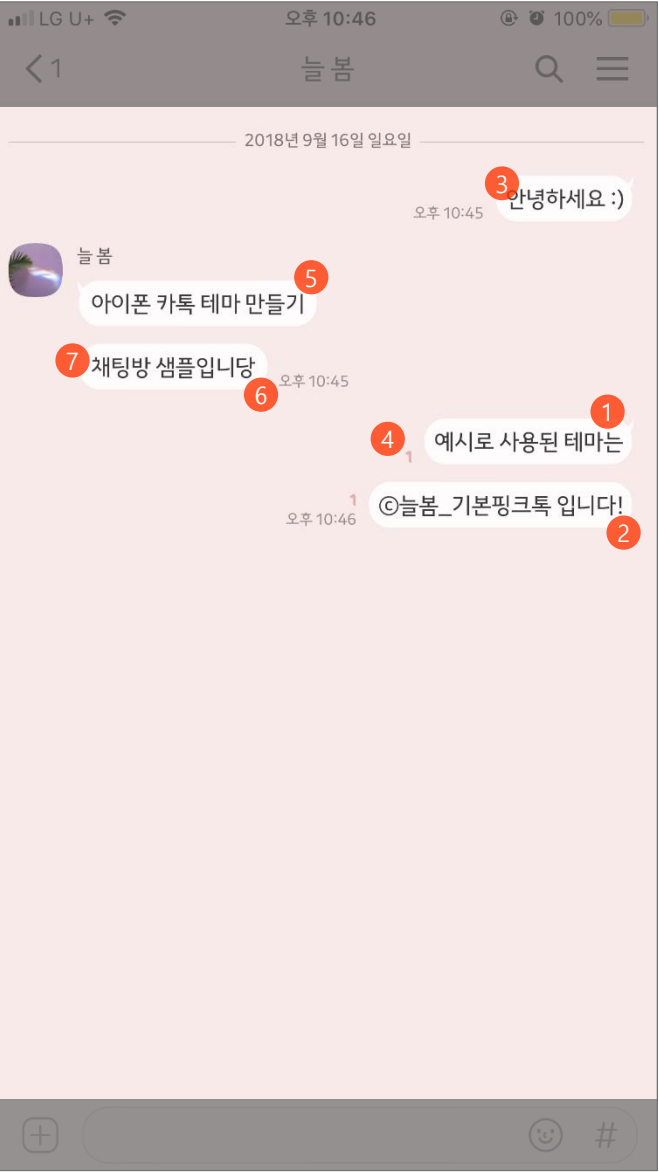 LG U+ 오후 10:46 100%
1 늘봄
2018년 9월 16일 일요일
3
안녕하세요 :)
오후 10:45
늘봄
5
아이폰 카톡 테마 만들기
7
채팅방 샘플입니당
6
오후 10:45
1
4
예시로 사용된 테마는
1
1
ⓒ늘봄_기본핑크톡 입니다!
오후 10:46
2
#